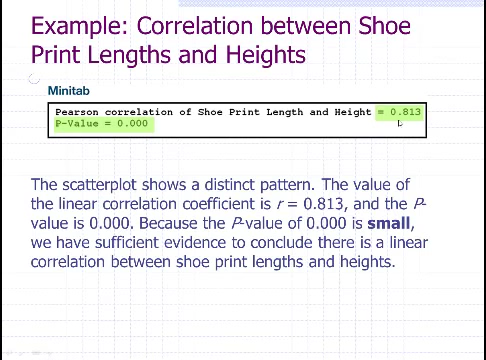 Example: Correlation between Shoe
Print Lengths and Heights
Minitab
Pearson correlation of Shoe Print Length and Height = 0.813
P-Value = 0.000
The scatterplot shows a distinct pattern. The value of
the linear correlation coefficient is r = 0.813, and the P-
value is 0.000. Because the P-value of 0.000 is small,
we have sufficient evidence to conclude there is a linear
correlation between shoe print lengths and heights.